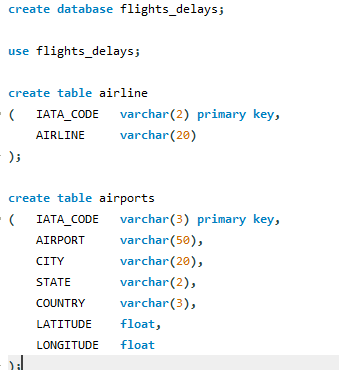 create database flights_delays;
use flights_delays;
create table airline
( IATA_CODE varchar(2) primary key,
AIRLINE varchar(20)
);
create table airports
( IATA_CODE varchar(3) primary key,
AIRPORT varchar(50),
CITY varchar(20),
STATE varchar(2),
COUNTRY varchar(3),
LATITUDE float,
LONGITUDE float
);